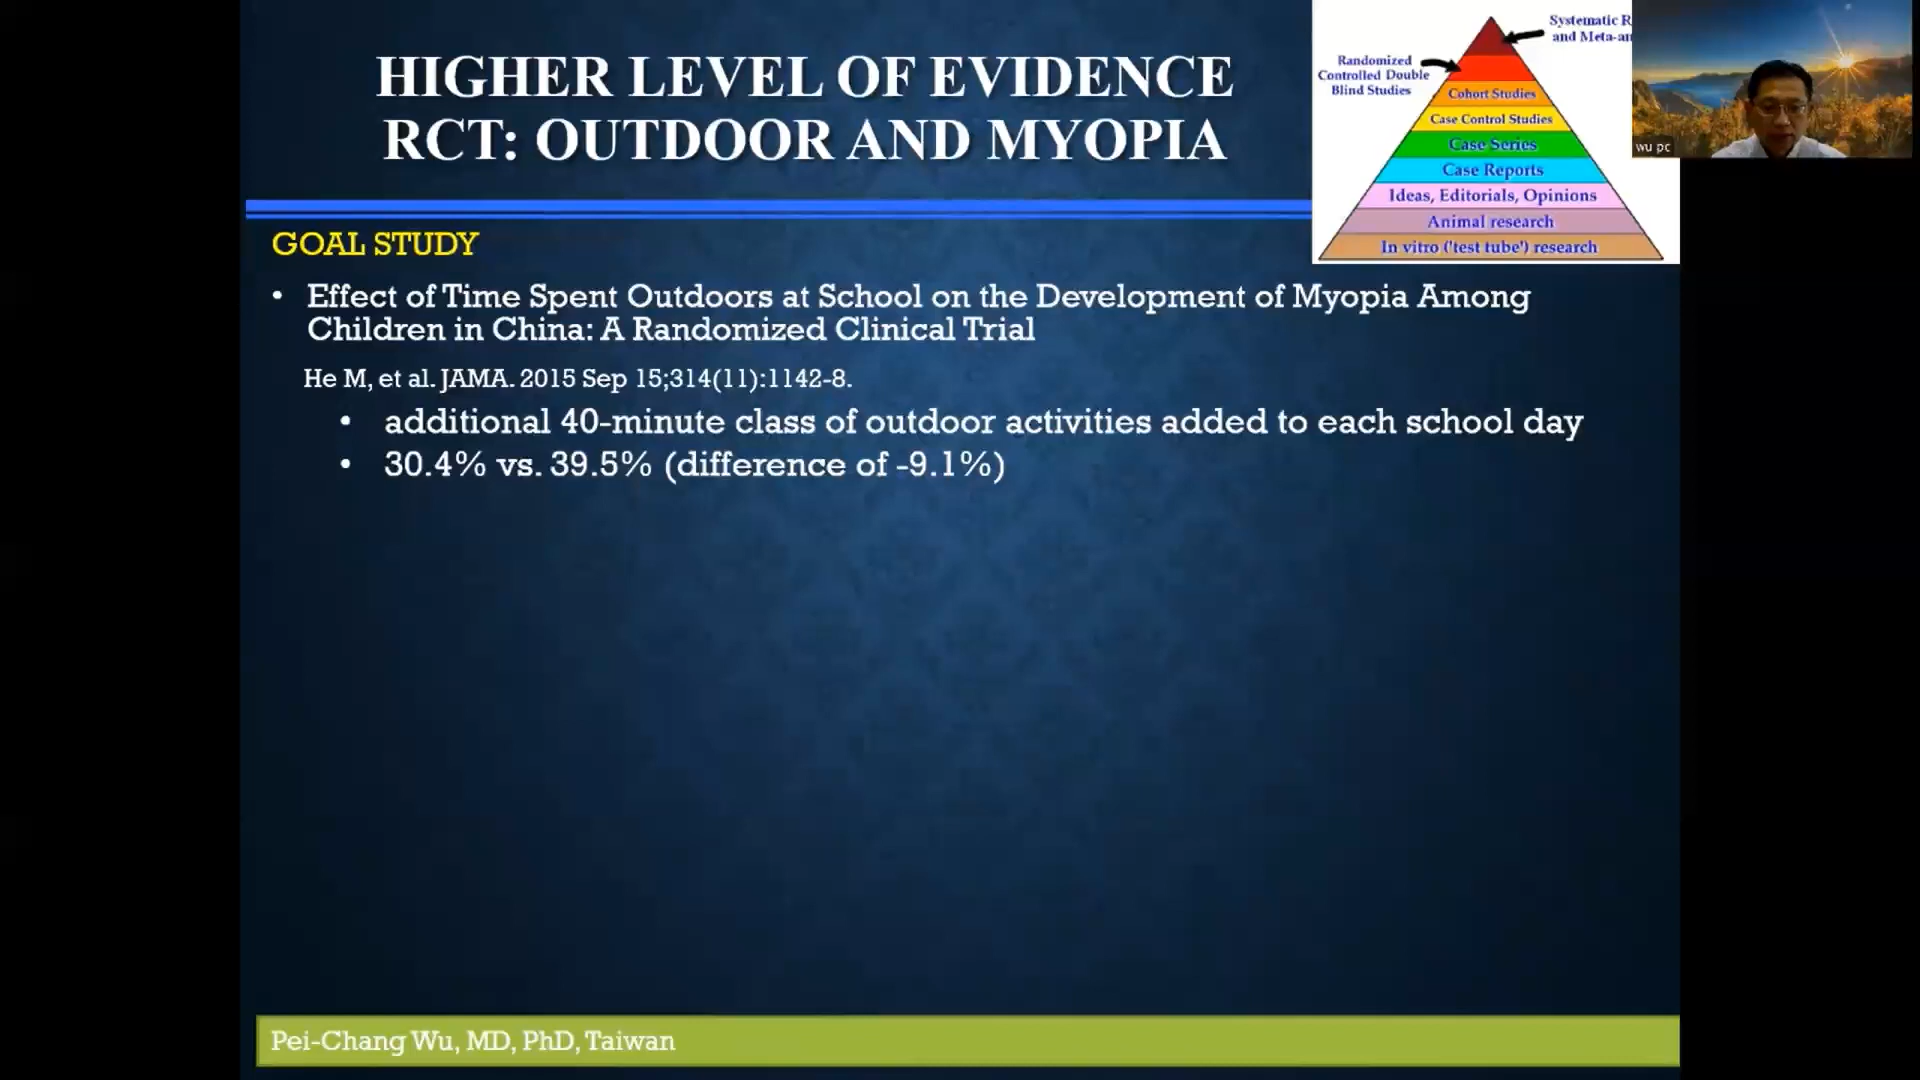 HIGHER LEVEL OF EVIDENCE
RCT: OUTDOOR AND MYOPIA
Systematic R
and Meta-an
Randomized
Controlled Double
Blind Studies
Cohort Studies
Case Control Studies
Case Series
Case Reports
Ideas, Editorials, Opinions
Animal research
In vitro ('test tube') research
wu pc
GOAL STUDY
• Effect of Time Spent Outdoors at School on the Development of Myopia Among
Children in China: A Randomized Clinical Trial
He M, et al. JAMA. 2015 Sep 15;314(11):1142-8.
• additional 40-minute class of outdoor activities added to each school day
• 30.4% vs. 39.5% (difference of -9.1%)
Pei-Chang Wu, MD, PhD, Taiwan